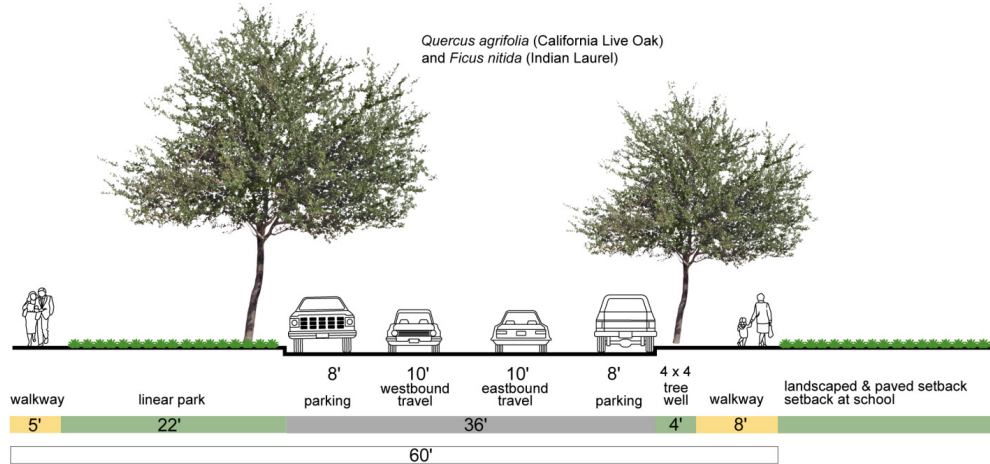 Quercus agrifolia (California Live Oak)
and Ficus nitida (Indian Laurel)
8'
10'
10'
8'
4 x 4
parking
westbound
travel
eastbound
travel
parking
tree
well
walkway
linear park
walkway
landscaped & paved setback
setback at school
5'
22'
36'
4'
8'
60'